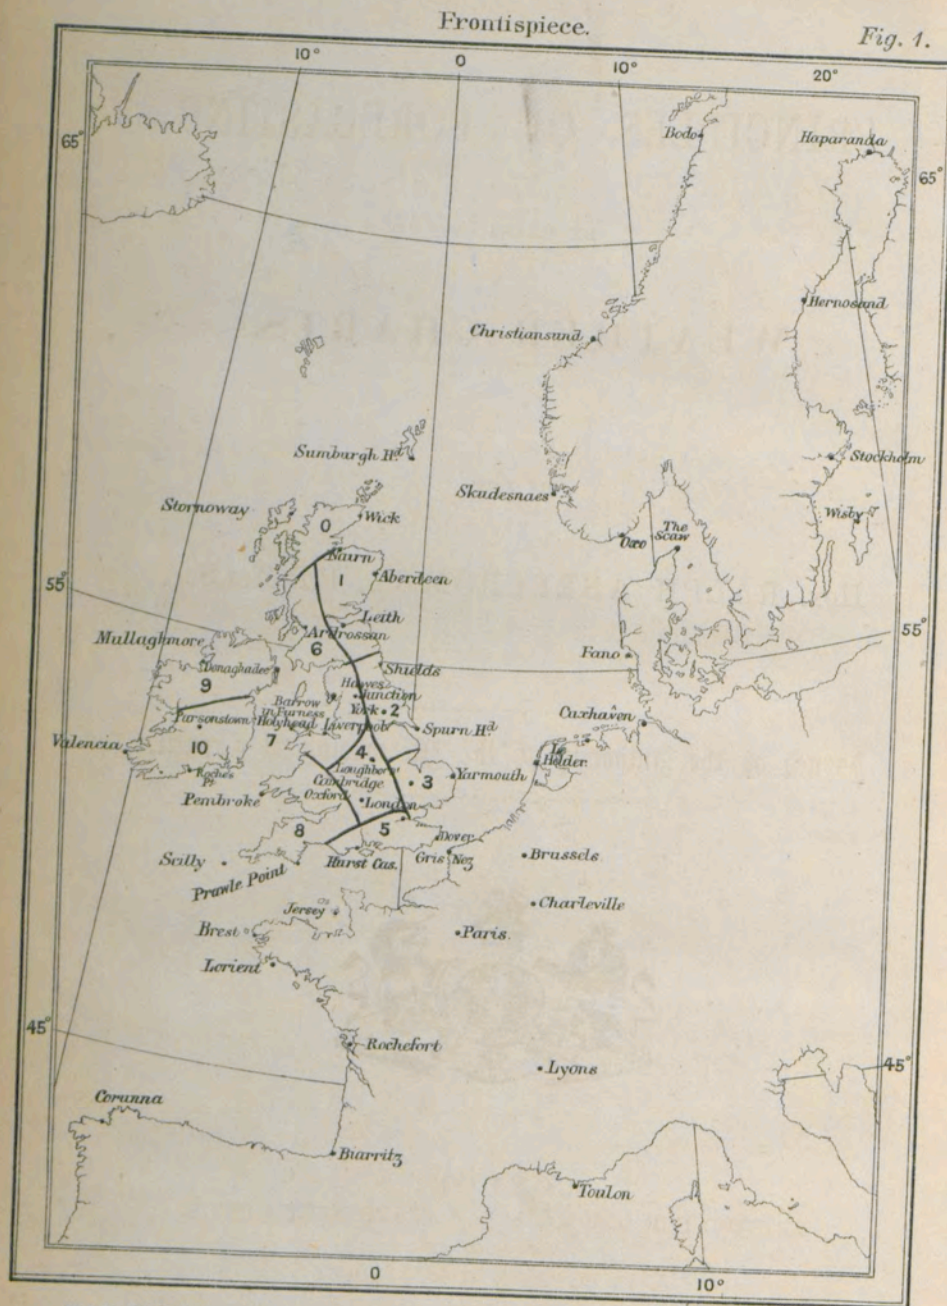 Frontispiece.
Fig. 1.
10° 0 10° 20°
65° 65°
Bodo
Haparanda
Hernosand
Christiansund
Sumburgh Hd.
Stockholm
Skudesnaes
Stornoway
Wick
Wisby
0
Oxo
The Scaw
Nairn
1
Aberdeen
55°
Leith
Ardrossan
55°
Mullaghmore
6
Fano
Donaghadee
Shields
9
Hawes Junction
Barrow in Furness
York 2
Cuxhaven
Parsonstown
Holyhead
Liverpool
Spurn Hd.
Valencia
10
7
4
Helder
Roche's Pt.
Loughboro'
3
Yarmouth
Cambridge
Pembroke
Oxford
London
8
5
Dover
Scilly
Hurst Cas.
Gris Nez
Brussels
Prawle Point
Jersey
Charleville
Brest
Paris.
Lorient
45°
Rochefort
Lyons
45°
Corunna
Biarritz
Toulon
0 10°